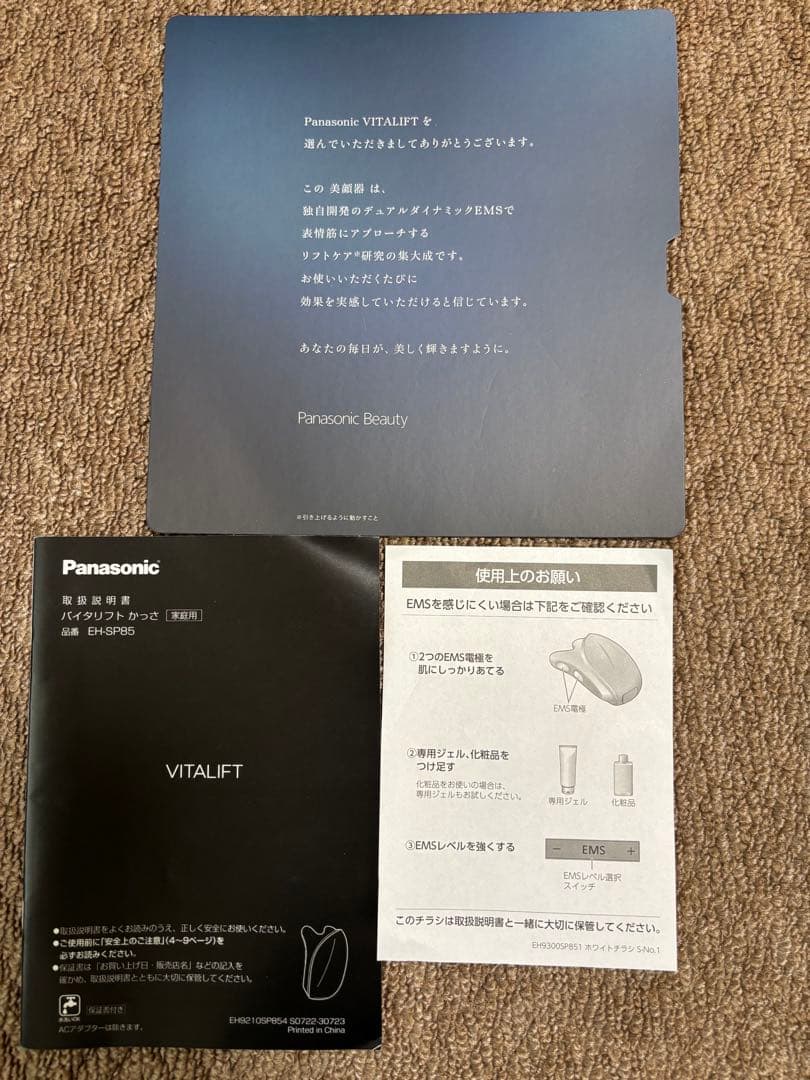 Panasonic VITALIFT を
選んでいただきましてありがとうございます。
この 美顔器 は、
独自開発のデュアルダイナミックEMSで
表情筋にアプローチする
リフトケア※研究の集大成です。
お使いいただくたびに
効果を実感していただけると信じています。
あなたの毎日が、美しく輝きますように。
Panasonic Beauty
※引き上げるように動かすこと
Panasonic
取扱説明書
バイタリフト かっさ 家庭用
品番 EH-SP85
VITALIFT
●取扱説明書をよくお読みのうえ、正しく安全にお使いください。
●ご使用前に「安全上のご注意」(4~9ページ)を
必ずお読みください。
●保証書は「お買い上げ日・販売店名」などの記入を
確かめ、取扱説明書とともに大切に保管してください。
水洗いOK
保証書付き
ACアダプターは除きます。
EH9210SP854 S0722-30723
Printed in China
使用上のお願い
EMSを感じにくい場合は下記をご確認ください
①2つのEMS電極を
肌にしっかりあてる
EMS電極
②専用ジェル、化粧品を
つけ足す
化粧品をお使いの場合は、
専用ジェルもお試しください。
専用ジェル
化粧品
③EMSレベルを強くする
− EMS +
EMSレベル選択
スイッチ
このチラシは取扱説明書と一緒に大切に保管してください。
EH9300SP851 ホワイトチラシ S-No.1